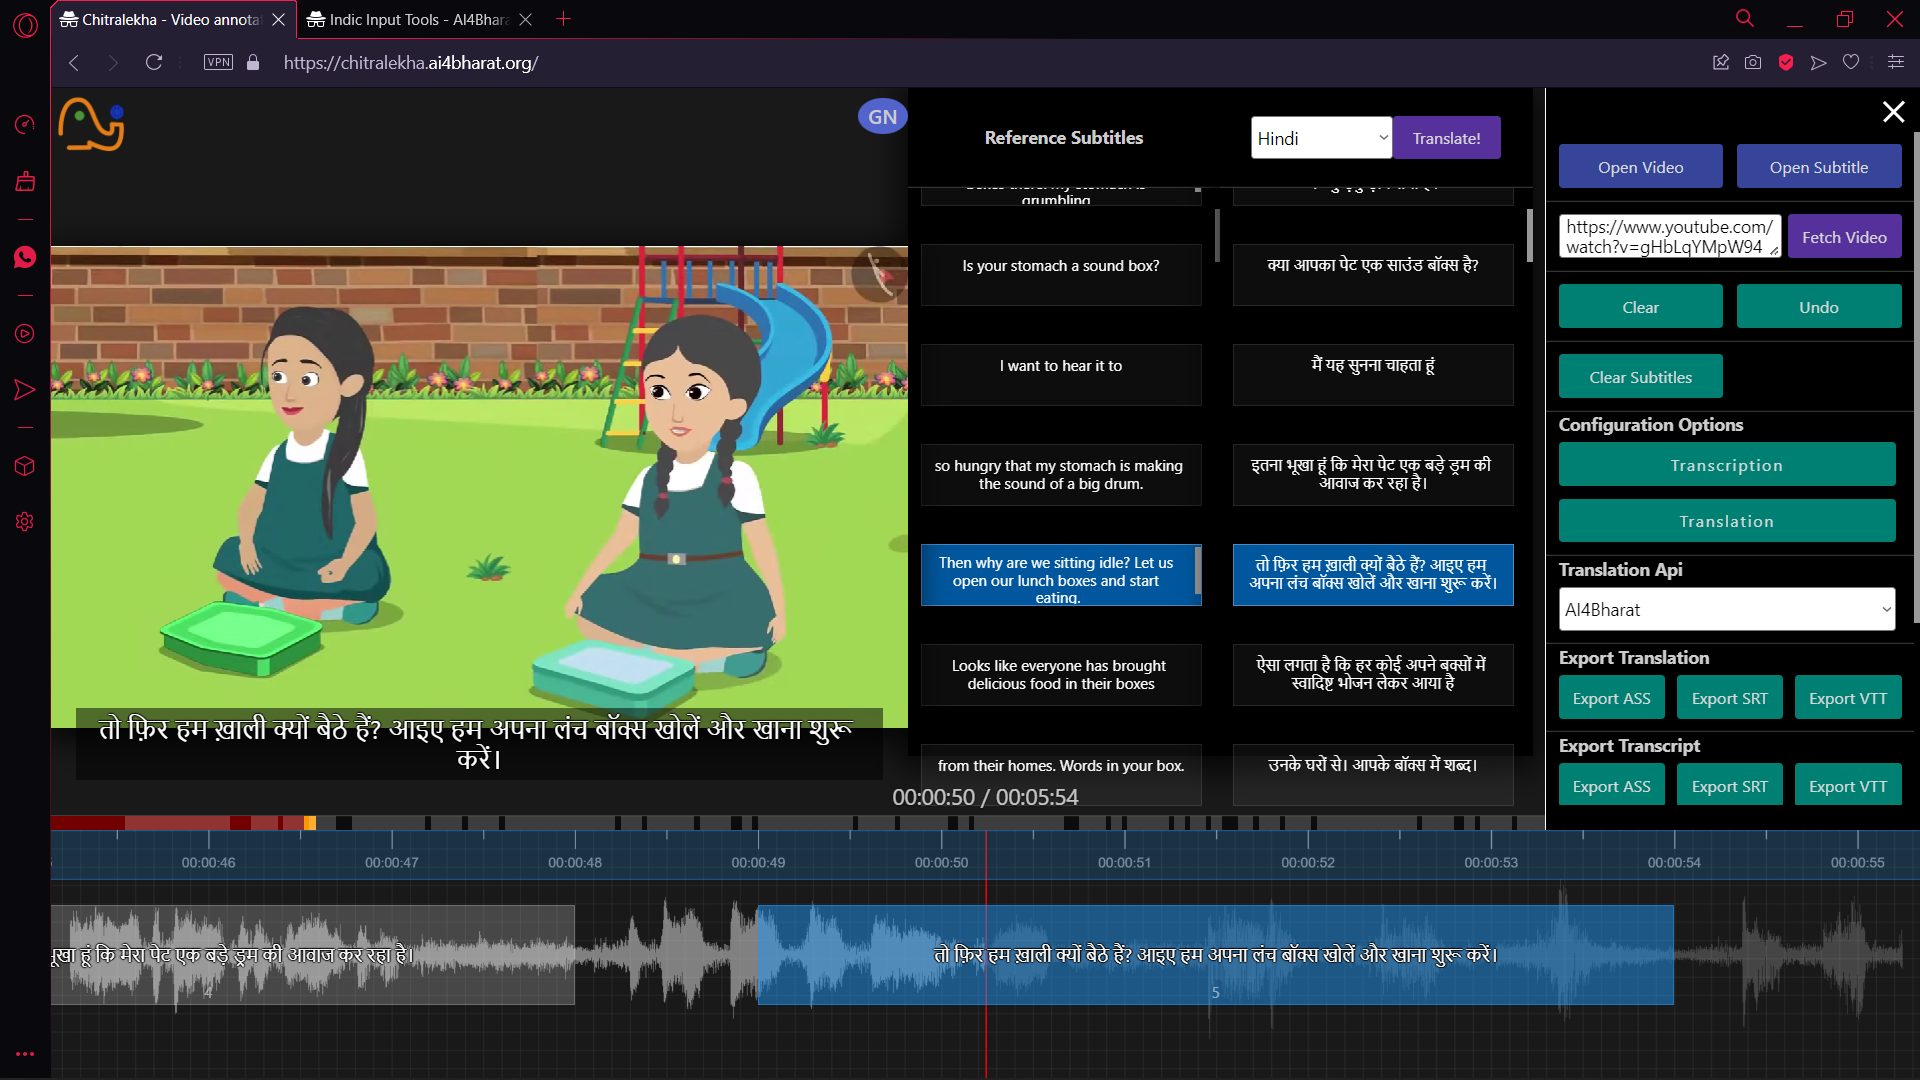 Chitralekha - Video annota
Indic Input Tools - AI4Bhar
VPN
https://chitralekha.ai4bharat.org/
GN
Reference Subtitles
Hindi
Translate!
grumbling
Is your stomach a sound box?
क्या आपका पेट एक साउंड बॉक्स है?
I want to hear it to
मैं यह सुनना चाहता हूं
so hungry that my stomach is making
the sound of a big drum.
इतना भूखा हूं कि मेरा पेट एक बड़े ड्रम की
आवाज कर रहा है।
Then why are we sitting idle? Let us
open our lunch boxes and start
eating.
तो फ़िर हम ख़ाली क्यों बैठे हैं? आइए हम
अपना लंच बॉक्स खोलें और खाना शुरू करें।
Looks like everyone has brought
delicious food in their boxes
ऐसा लगता है कि हर कोई अपने बक्सों में
स्वादिष्ट भोजन लेकर आया है
from their homes. Words in your box.
उनके घरों से। आपके बॉक्स में शब्द।
तो फ़िर हम ख़ाली क्यों बैठे हैं? आइए हम अपना लंच बॉक्स खोलें और खाना शुरू
करें।
00:00:50 / 00:05:54
Open Video
Open Subtitle
https://www.youtube.com/
watch?v=gHbLqYMpW94
Fetch Video
Clear
Undo
Clear Subtitles
Configuration Options
Transcription
Translation
Translation Api
AI4Bharat
Export Translation
Export ASS
Export SRT
Export VTT
Export Transcript
Export ASS
Export SRT
Export VTT
00:00:46
00:00:47
00:00:48
00:00:49
00:00:50
00:00:51
00:00:52
00:00:53
00:00:54
00:00:55
हूं कि मेरा पेट एक बड़े ड्रम की आवाज कर रहा है।
4
तो फ़िर हम ख़ाली क्यों बैठे हैं? आइए हम अपना लंच बॉक्स खोलें और खाना शुरू करें।
5